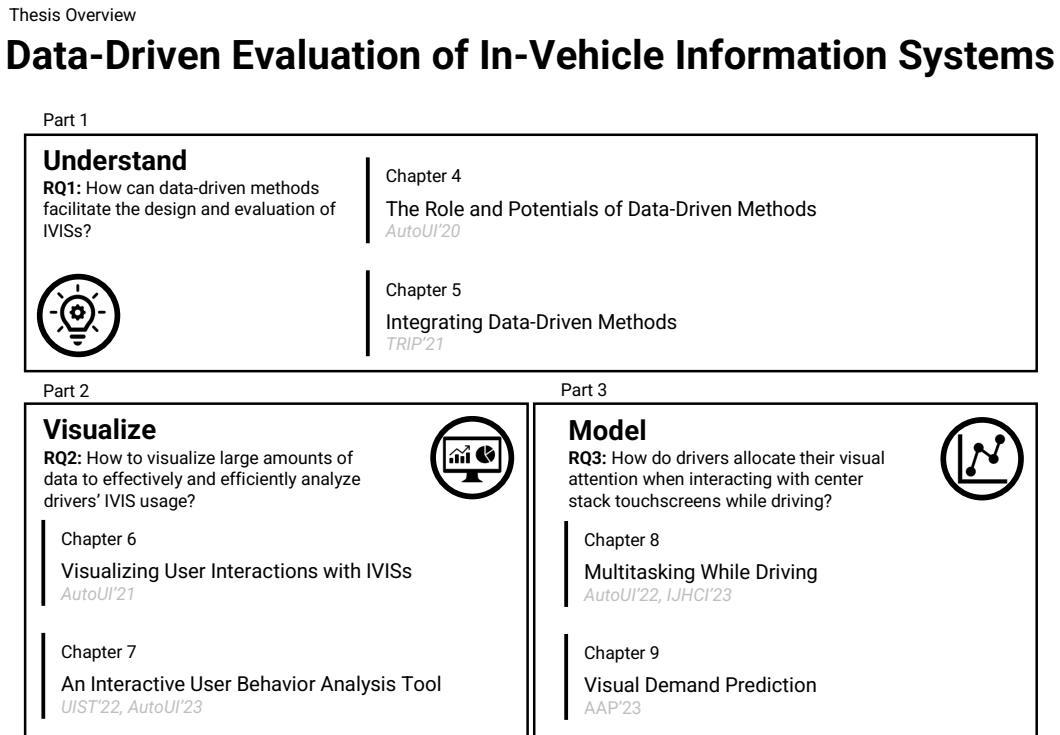 Thesis Overview
Data-Driven Evaluation of In-Vehicle Information Systems
Part 1
Understand
RQ1: How can data-driven methods
facilitate the design and evaluation of
IVISs?
Chapter 4
The Role and Potentials of Data-Driven Methods
AutoUI’20
Chapter 5
Integrating Data-Driven Methods
TRIP’21
Part 2
Visualize
RQ2: How to visualize large amounts of
data to effectively and efficiently analyze
drivers’ IVIS usage?
Chapter 6
Visualizing User Interactions with IVISs
AutoUI’21
Chapter 7
An Interactive User Behavior Analysis Tool
UIST’22, AutoUI’23
Part 3
Model
RQ3: How do drivers allocate their visual
attention when interacting with center
stack touchscreens while driving?
Chapter 8
Multitasking While Driving
AutoUI’22, IJHCI’23
Chapter 9
Visual Demand Prediction
AAP’23